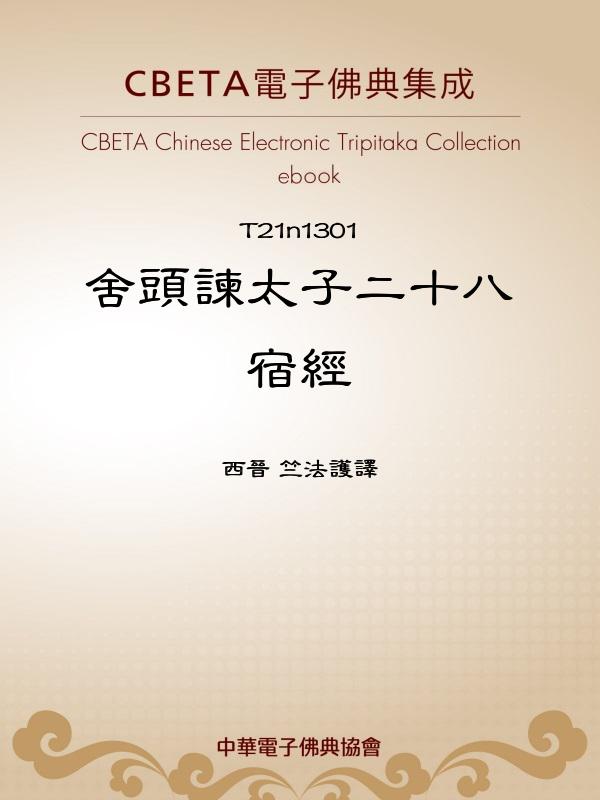 CBETA電子佛典集成
CBETA Chinese Electronic Tripitaka Collection
ebook
T21n1301
舍頭諫太子二十八
宿經
西晉 竺法護譯
中華電子佛典協會